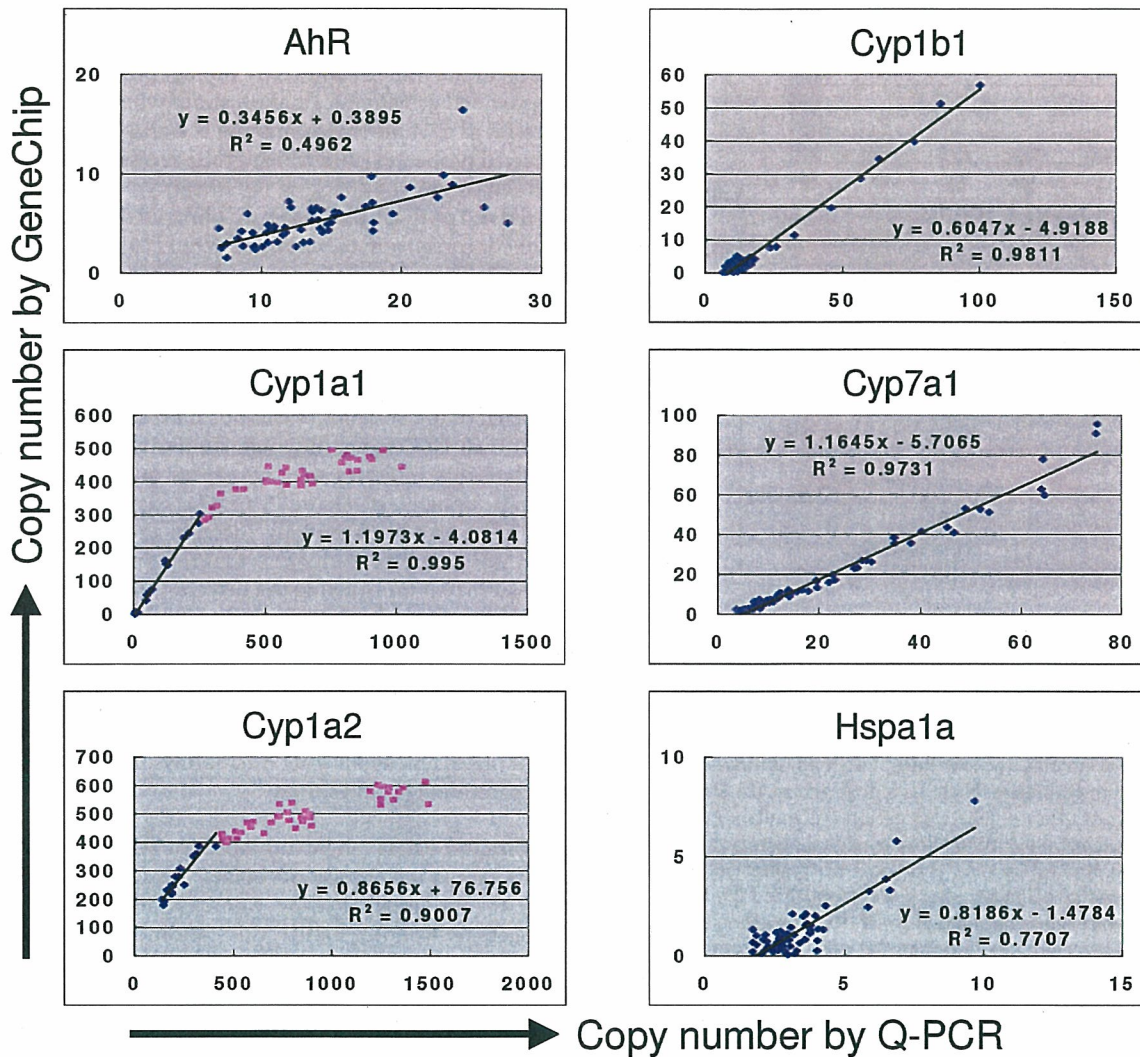 Copy number by GeneChip
AhR
20
10
0
y = 0.3456x + 0.3895
R² = 0.4962
0 10 20 30
Cyp1b1
60
50
40
30
20
10
0
y = 0.6047x - 4.9188
R² = 0.9811
0 50 100 150
Cyp1a1
600
500
400
300
200
100
0
y = 1.1973x - 4.0814
R² = 0.995
0 500 1000 1500
Cyp7a1
100
80
60
40
20
0
y = 1.1645x - 5.7065
R² = 0.9731
0 20 40 60 80
Cyp1a2
700
600
500
400
300
200
100
0
y = 0.8656x + 76.756
R² = 0.9007
0 500 1000 1500 2000
Hspa1a
10
5
0
y = 0.8186x - 1.4784
R² = 0.7707
0 5 10 15
Copy number by Q-PCR